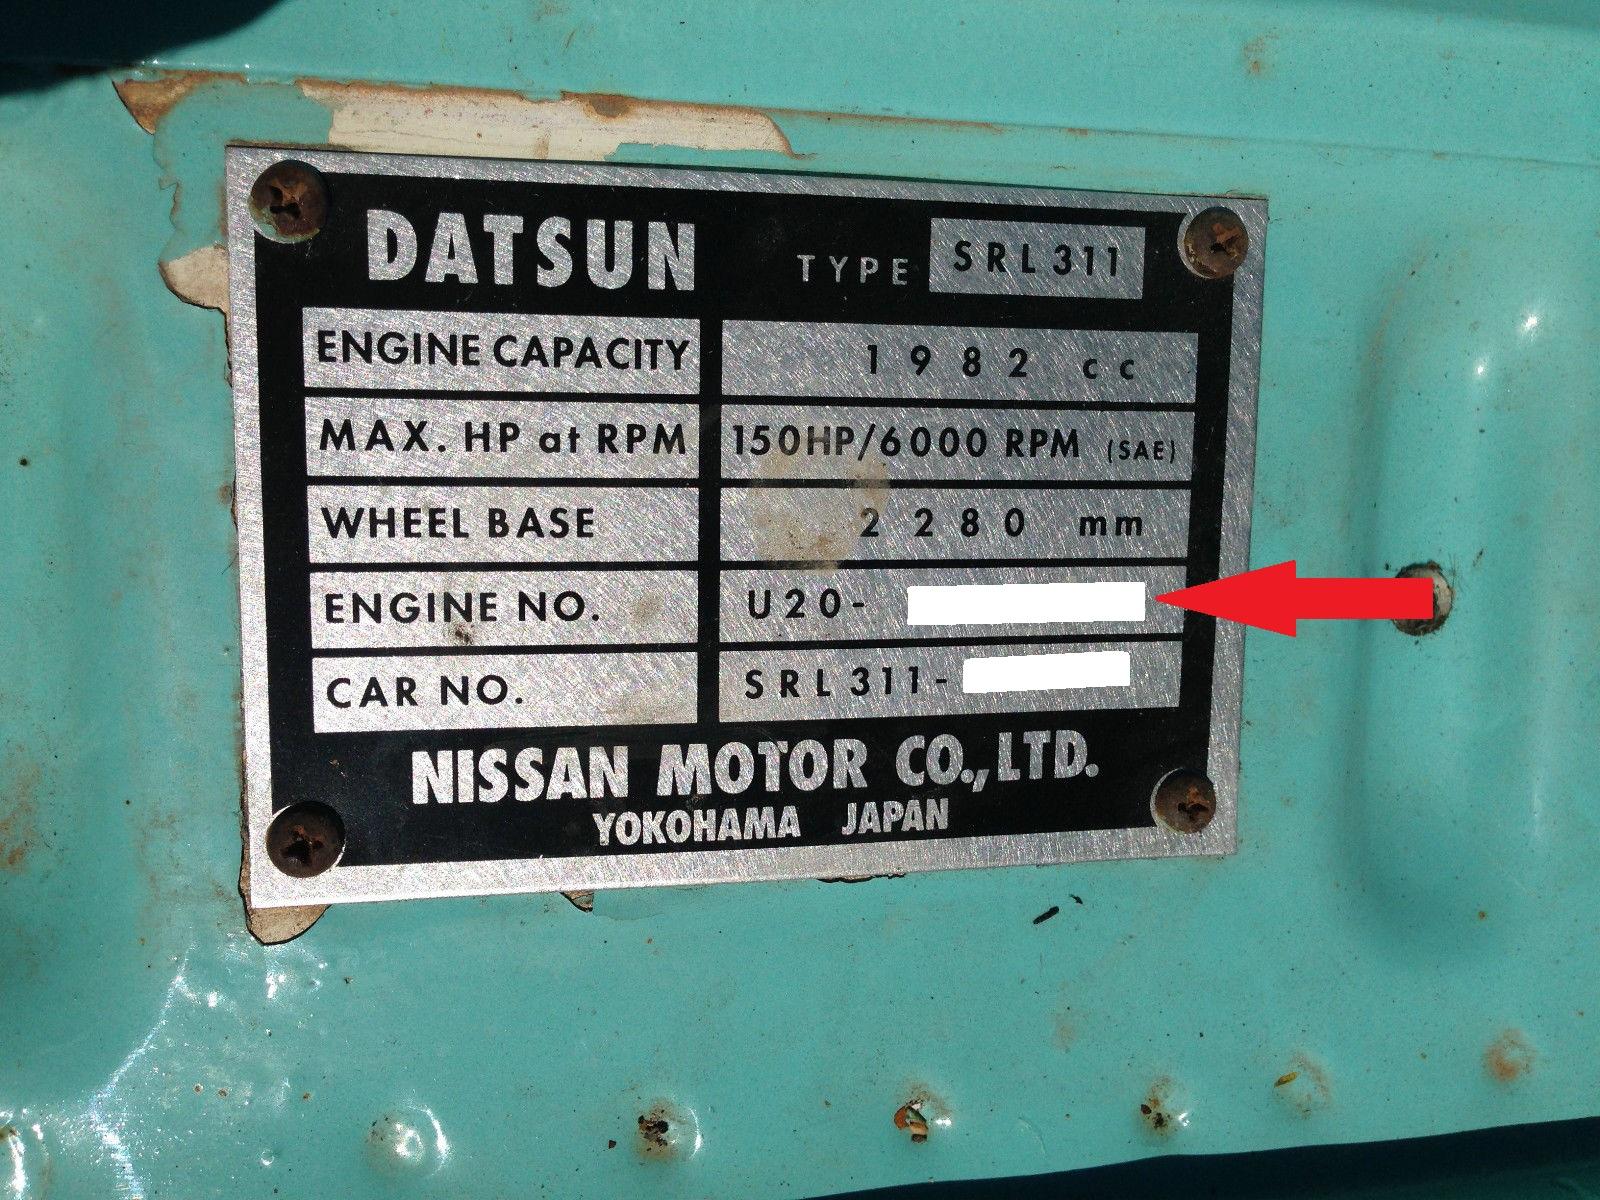 DATSUN TYPE SRL311
ENGINE CAPACITY 1982 cc
MAX. HP at RPM 150HP/6000 RPM (SAE)
WHEEL BASE 2280 mm
ENGINE NO. U20-
CAR NO. SRL311-
NISSAN MOTOR CO.,LTD.
YOKOHAMA JAPAN